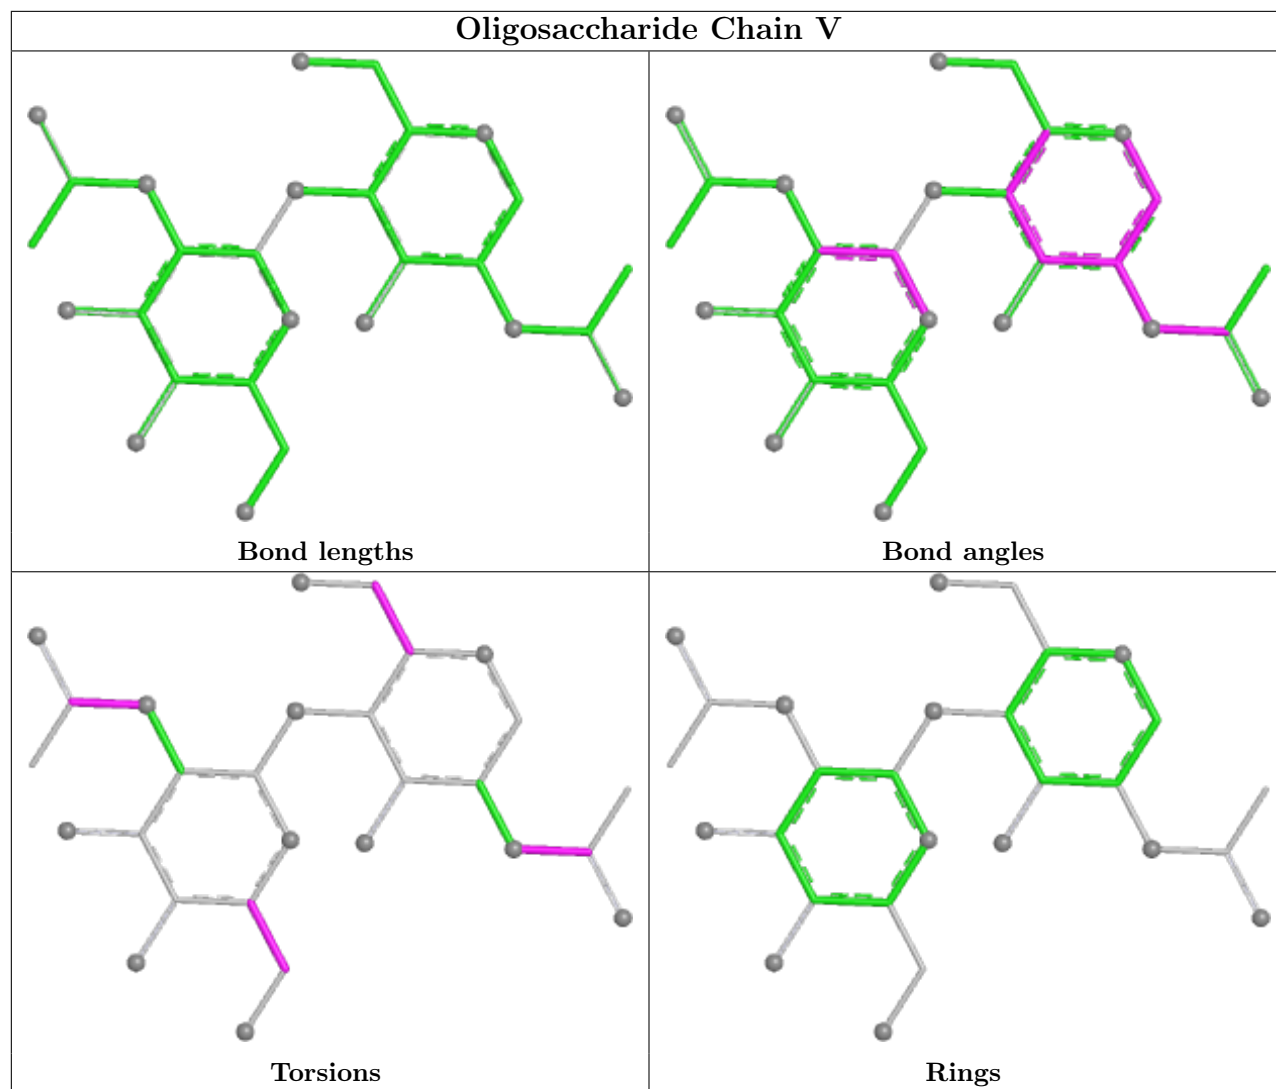 Oligosaccharide Chain V
Bond lengths
Bond angles
Torsions
Rings